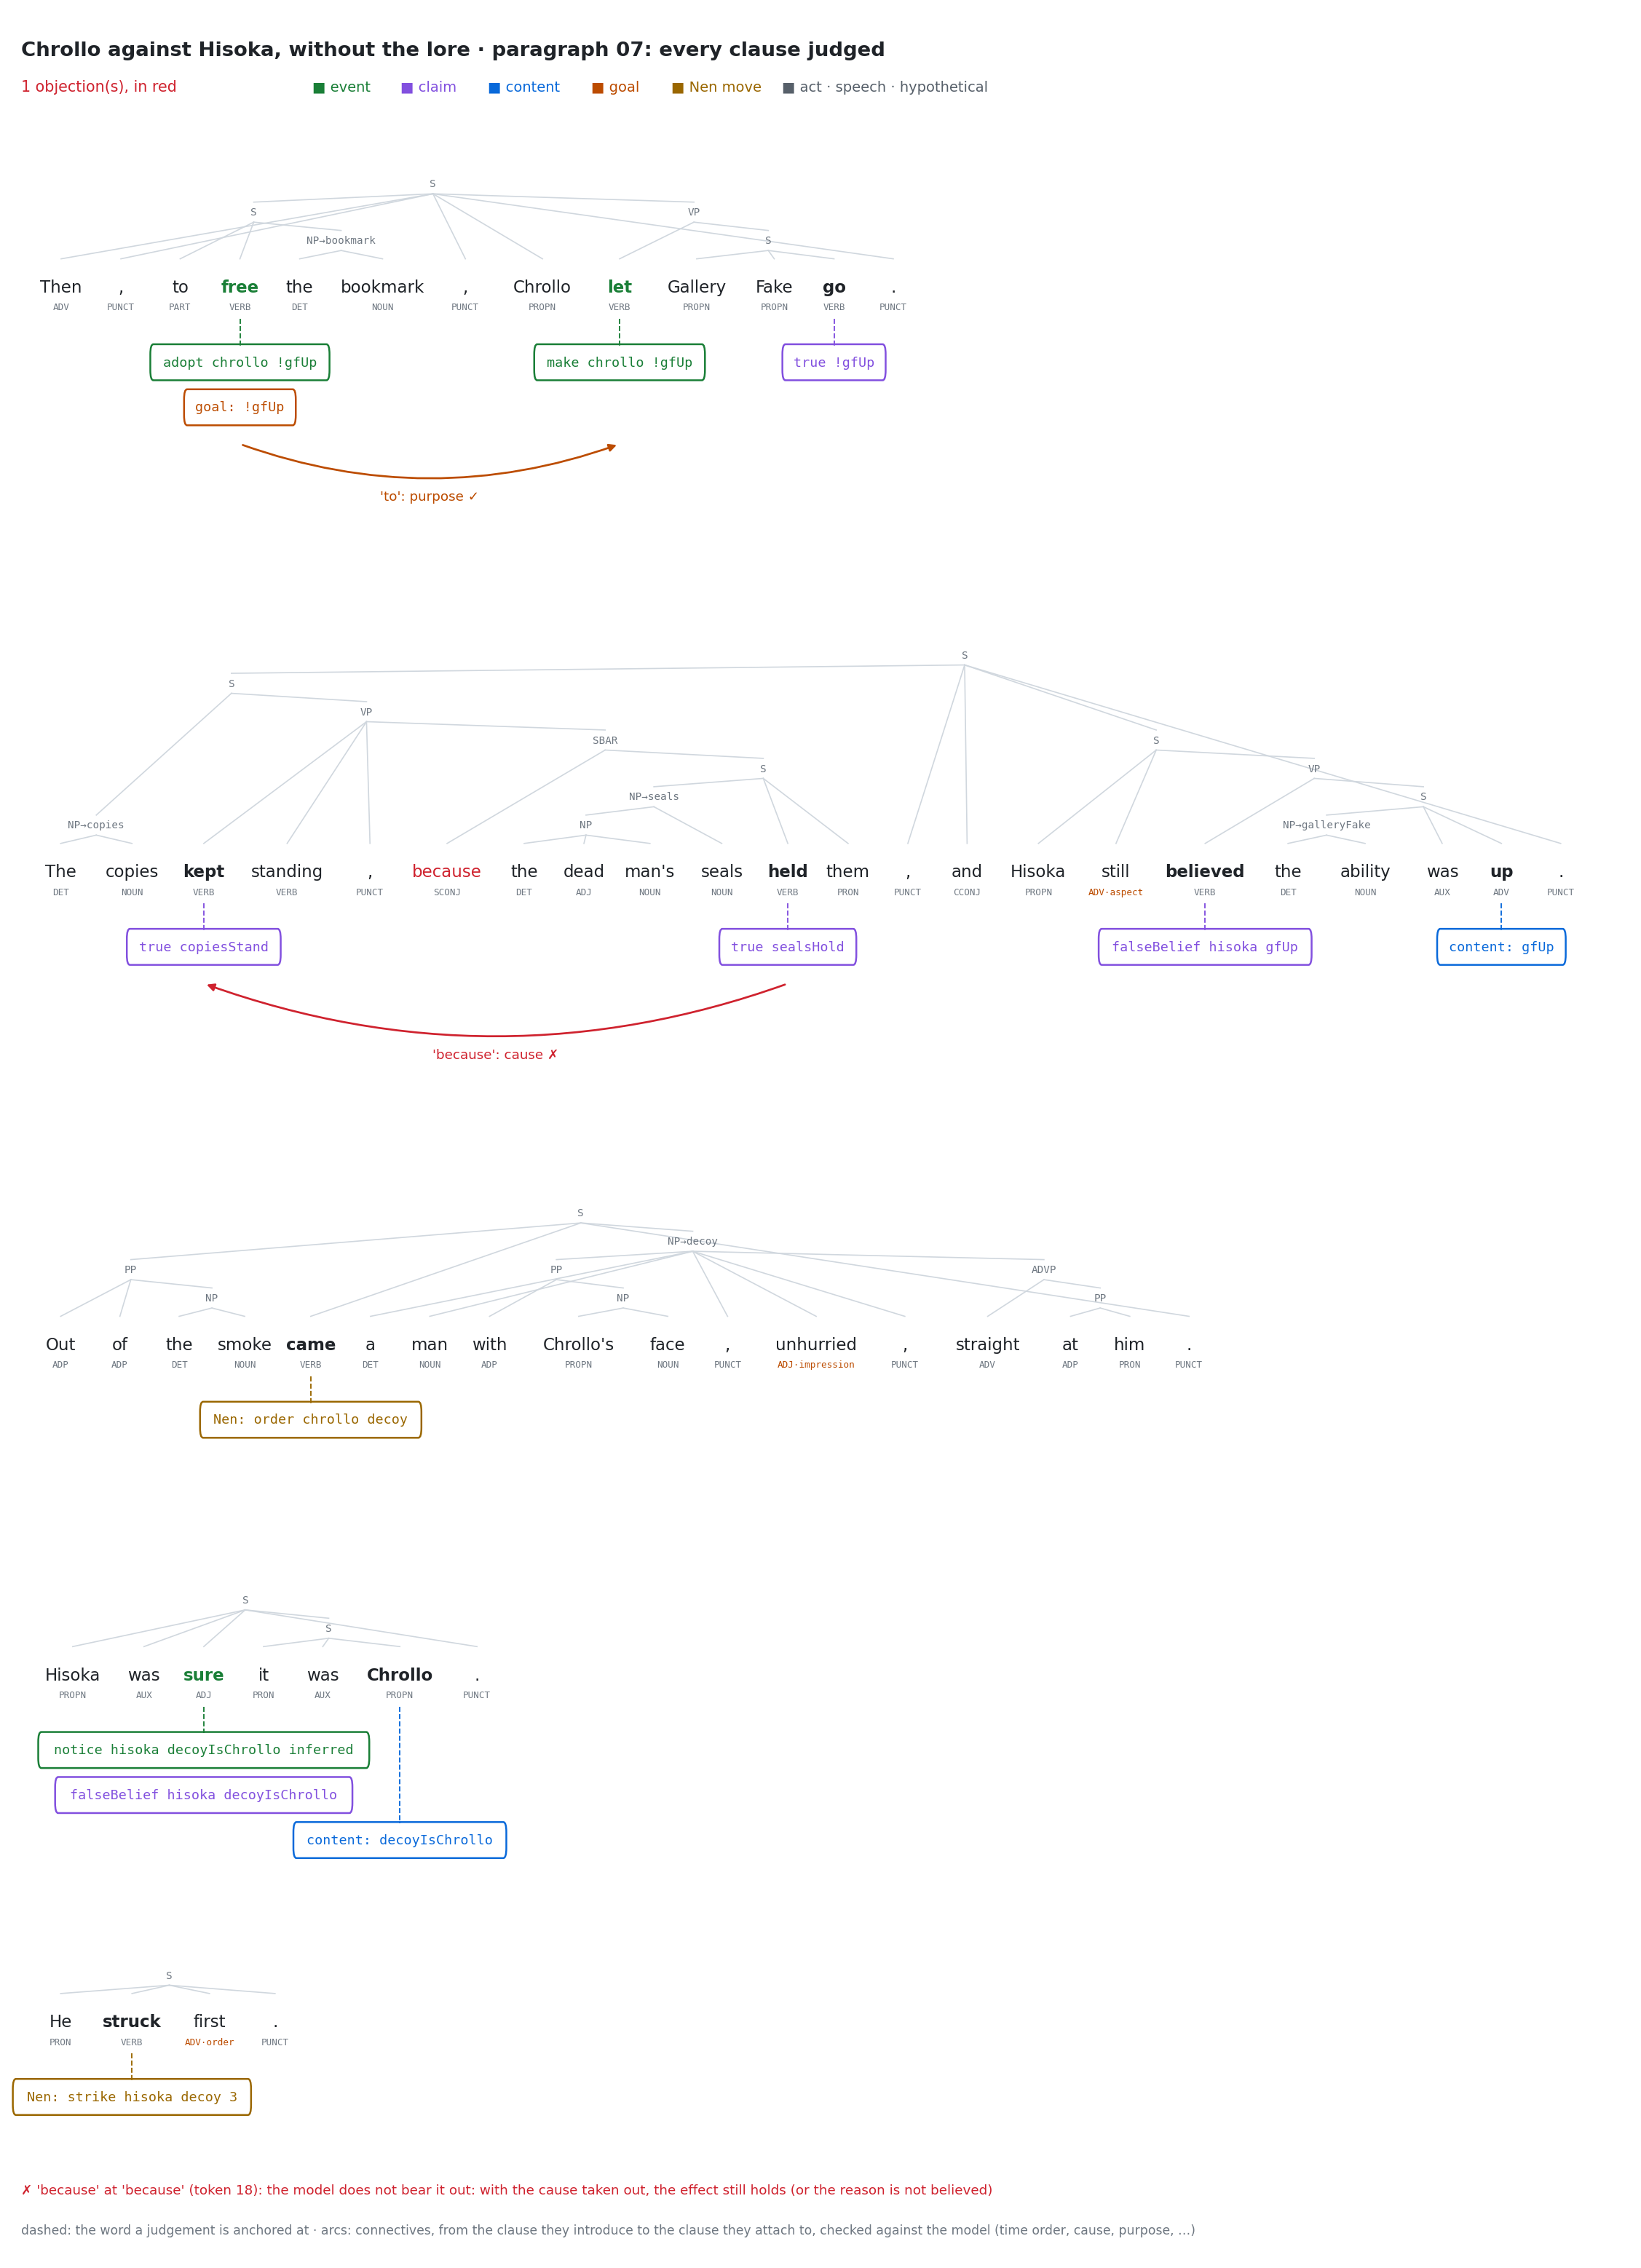 Chrollo against Hisoka, without the lore · paragraph 07: every clause judged
1 objection(s), in red ■ event ■ claim ■ content ■ goal ■ Nen move ■ act · speech · hypothetical
S
S VP
NP→bookmark S
Then , to free the bookmark , Chrollo let Gallery Fake go .
ADV PUNCT PART VERB DET NOUN PUNCT PROPN VERB PROPN PROPN VERB PUNCT
adopt chrollo !gfUp make chrollo !gfUp true !gfUp
goal: !gfUp
'to': purpose ✓
S
S
VP
SBAR S
S VP
NP→seals S
NP→copies NP NP→galleryFake
The copies kept standing , because the dead man's seals held them , and Hisoka still believed the ability was up .
DET NOUN VERB VERB PUNCT SCONJ DET ADJ NOUN NOUN VERB PRON PUNCT CCONJ PROPN ADV·aspect VERB DET NOUN AUX ADV PUNCT
true copiesStand true sealsHold falseBelief hisoka gfUp content: gfUp
'because': cause ✗
S
NP→decoy
PP PP ADVP
NP NP PP
Out of the smoke came a man with Chrollo's face , unhurried , straight at him .
ADP ADP DET NOUN VERB DET NOUN ADP PROPN NOUN PUNCT ADJ·impression PUNCT ADV ADP PRON PUNCT
Nen: order chrollo decoy
S
S
Hisoka was sure it was Chrollo .
PROPN AUX ADJ PRON AUX PROPN PUNCT
notice hisoka decoyIsChrollo inferred
falseBelief hisoka decoyIsChrollo
content: decoyIsChrollo
S
He struck first .
PRON VERB ADV·order PUNCT
Nen: strike hisoka decoy 3
✗ 'because' at 'because' (token 18): the model does not bear it out: with the cause taken out, the effect still holds (or the reason is not believed)
dashed: the word a judgement is anchored at · arcs: connectives, from the clause they introduce to the clause they attach to, checked against the model (time order, cause, purpose, …)